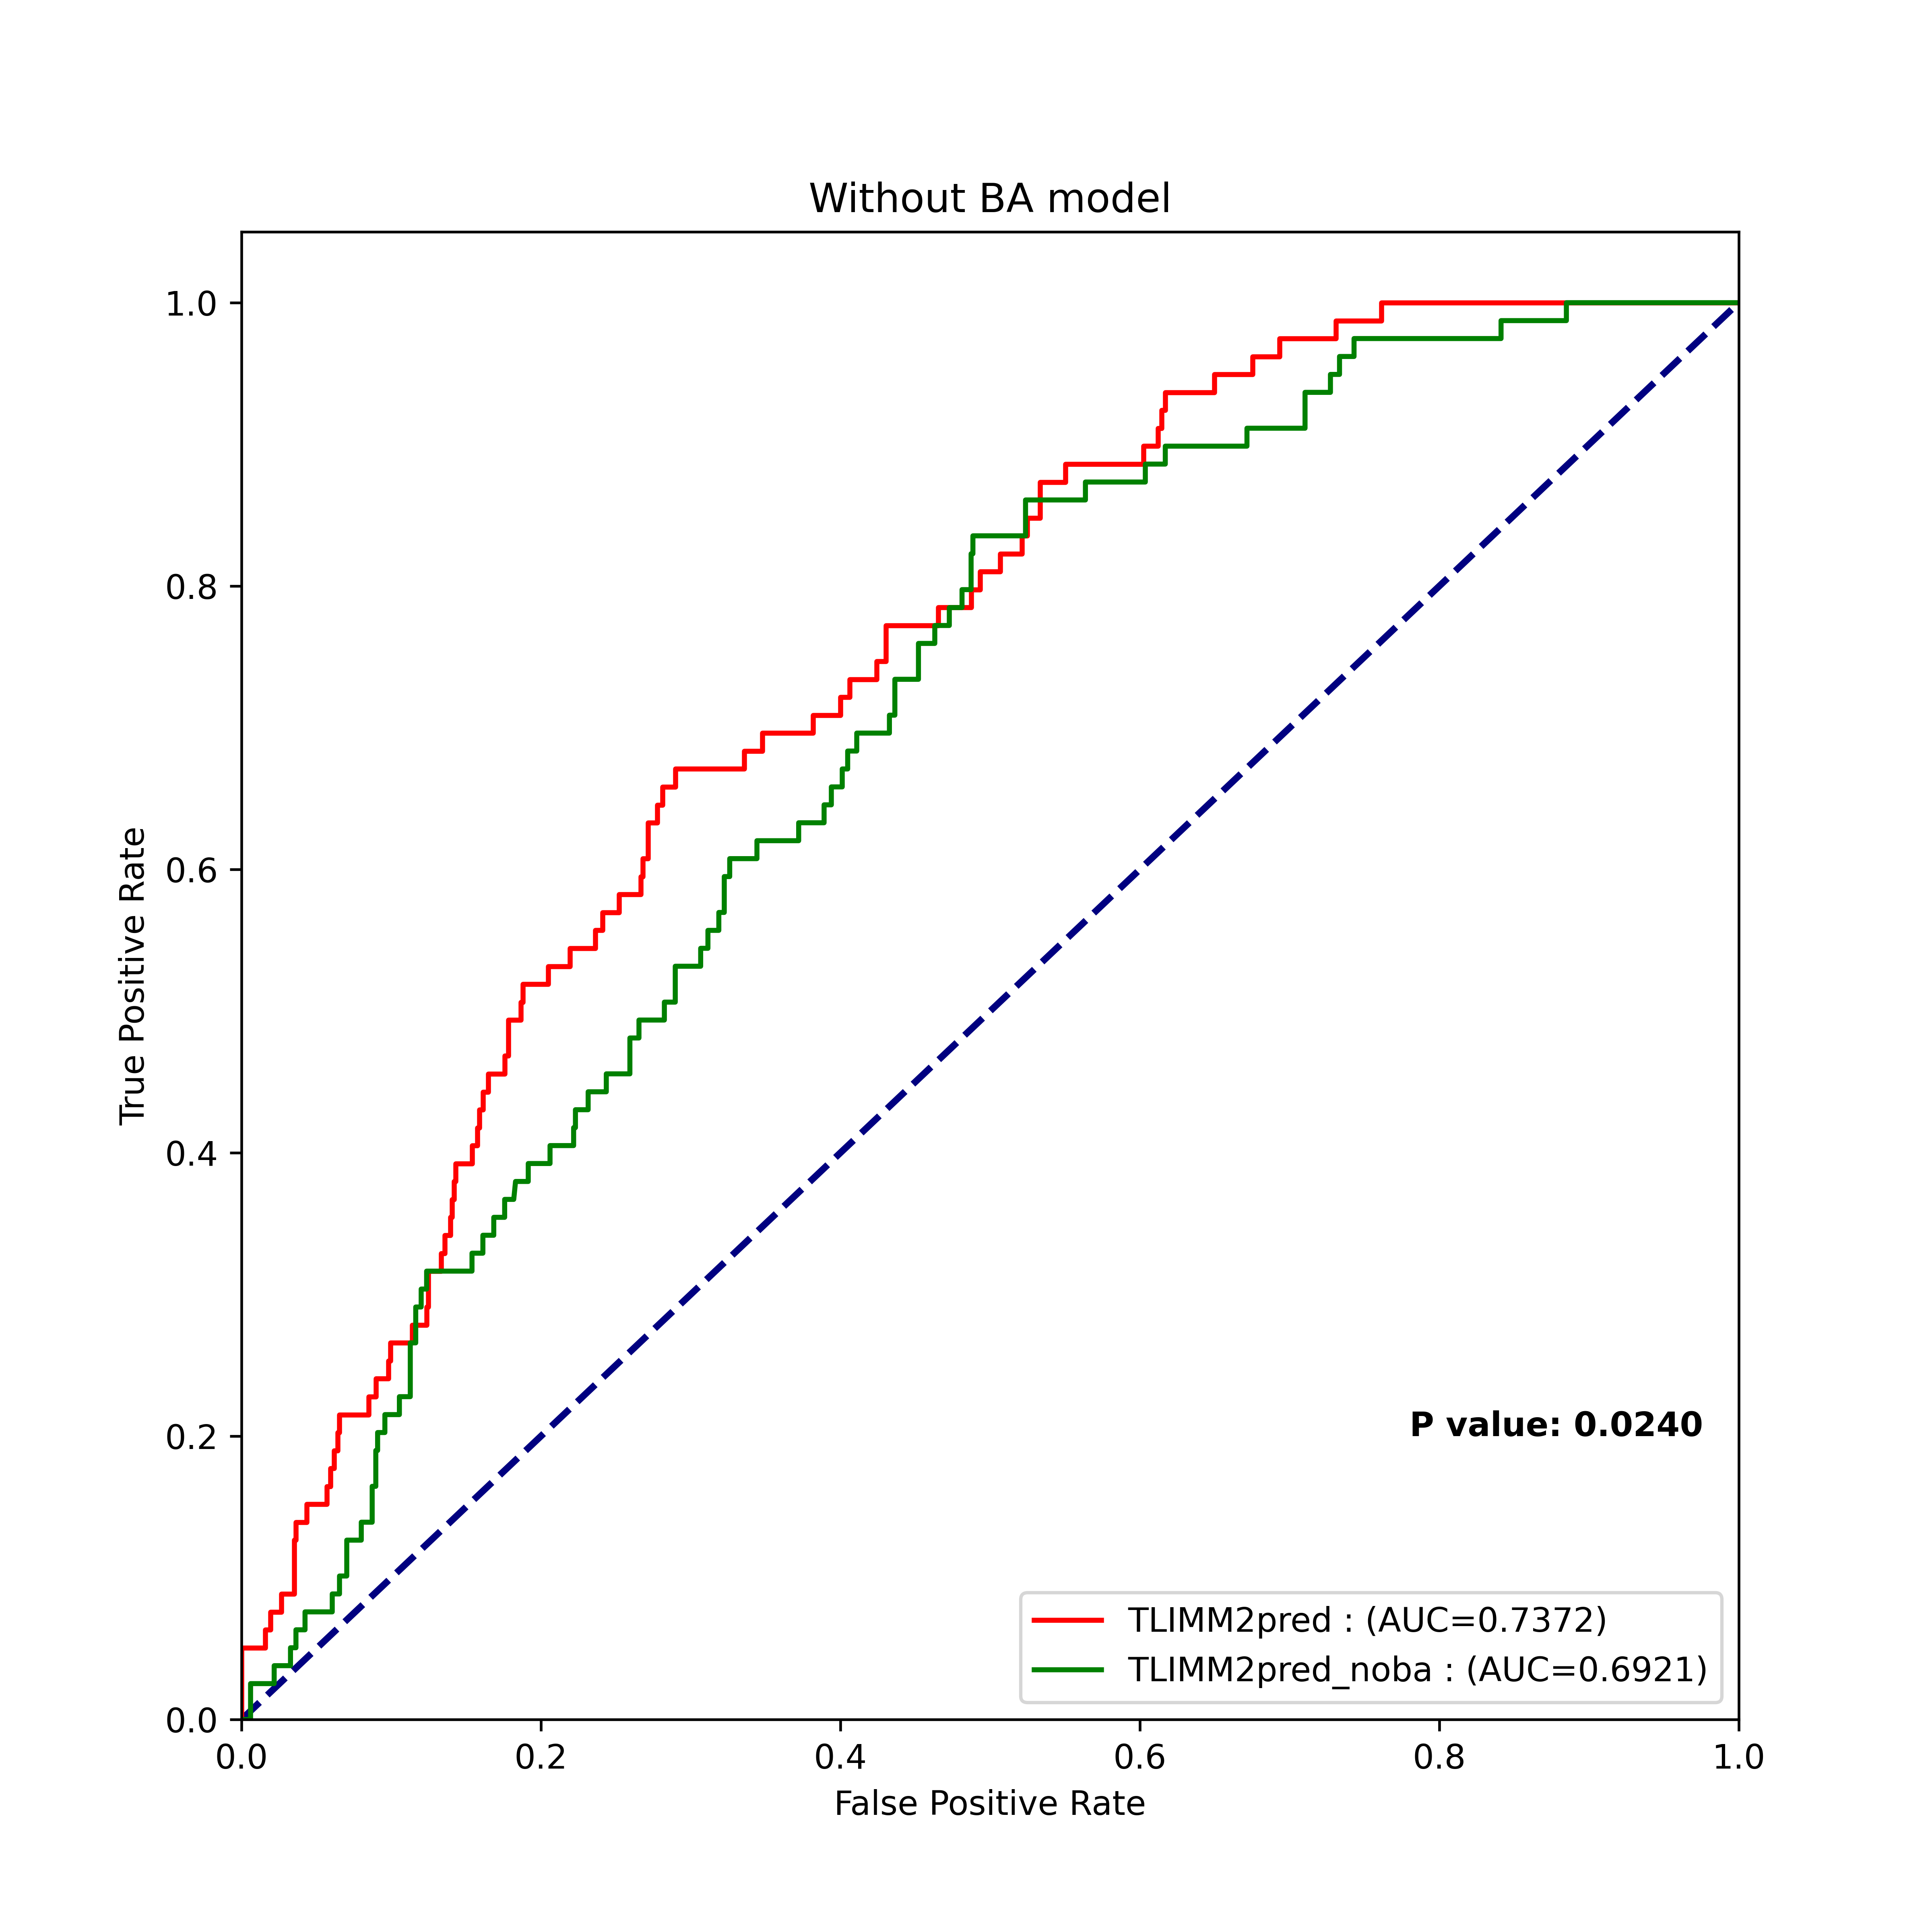 Without BA model
1.0
0.8
0.6
0.4
0.2
0.0
True Positive Rate
P value: 0.0240
TLIMM2pred : (AUC=0.7372)
TLIMM2pred_noba : (AUC=0.6921)
0.0 0.2 0.4 0.6 0.8 1.0
False Positive Rate